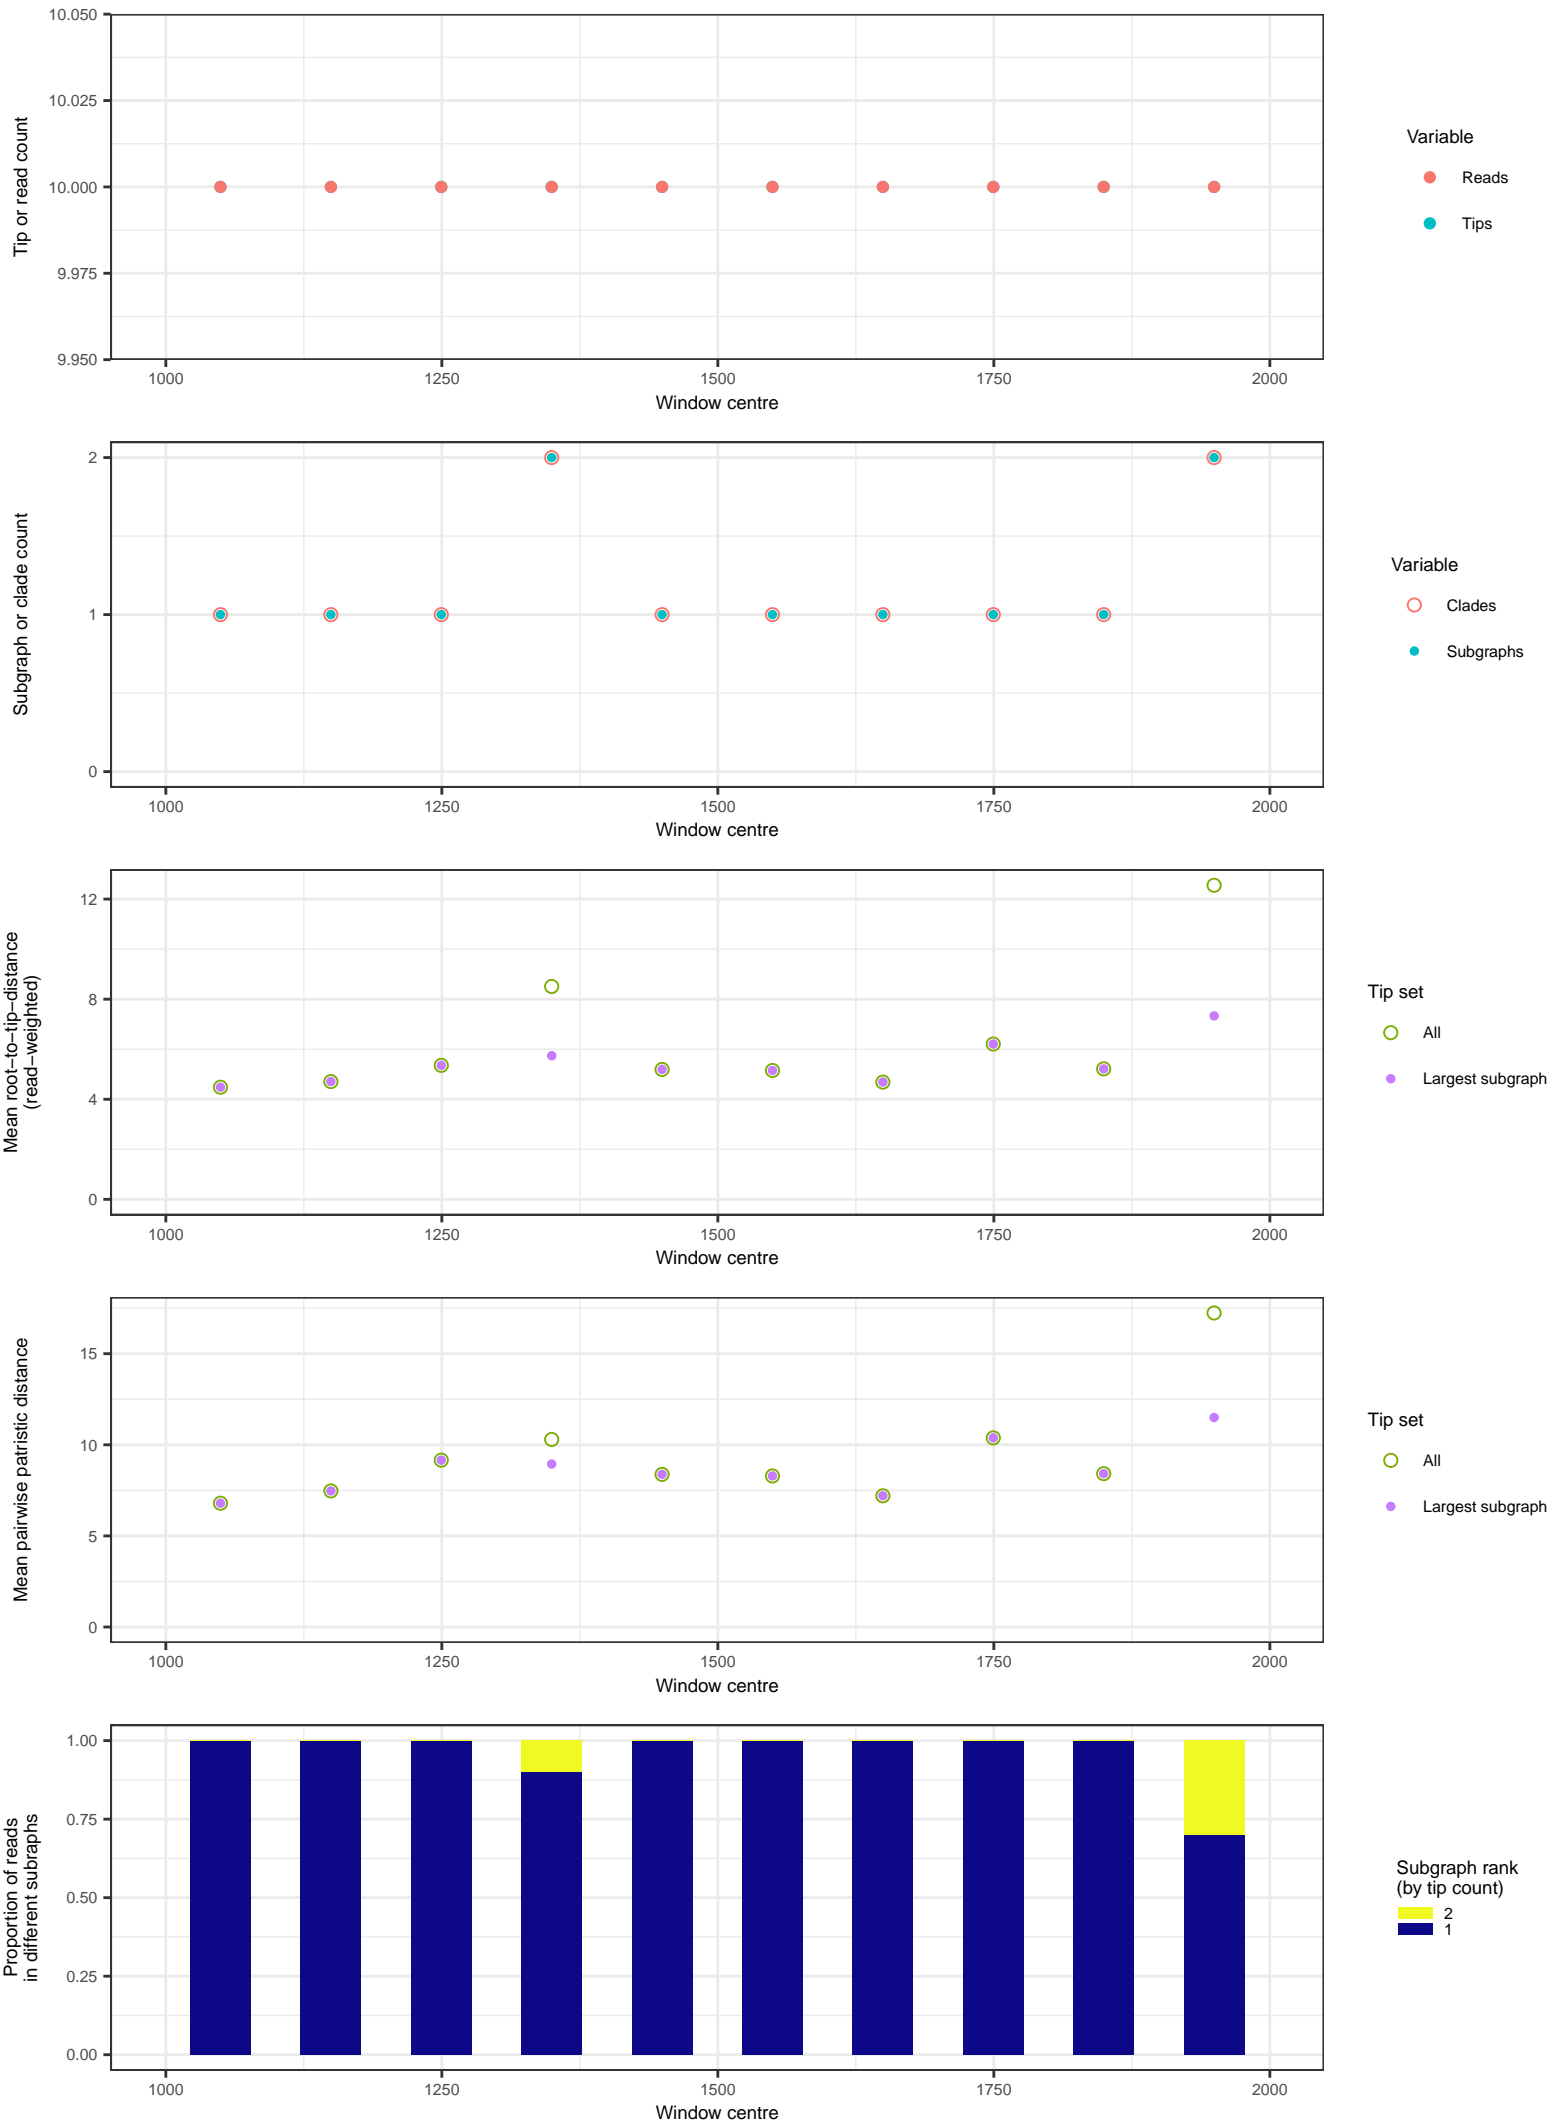 10.050
10.025
10.000
9.975
9.950
Tip or read count
1000 1250 1500 1750 2000
Window centre
Variable
Reads
Tips
2
1
0
Subgraph or clade count
1000 1250 1500 1750 2000
Window centre
Variable
Clades
Subgraphs
12
8
4
0
Mean root−to−tip−distance
(read−weighted)
1000 1250 1500 1750 2000
Window centre
Tip set
All
Largest subgraph
15
10
5
0
Mean pairwise patristic distance
1000 1250 1500 1750 2000
Window centre
Tip set
All
Largest subgraph
1.00
0.75
0.50
0.25
0.00
Proportion of reads
in different subraphs
1000 1250 1500 1750 2000
Window centre
Subgraph rank
(by tip count)
2
1